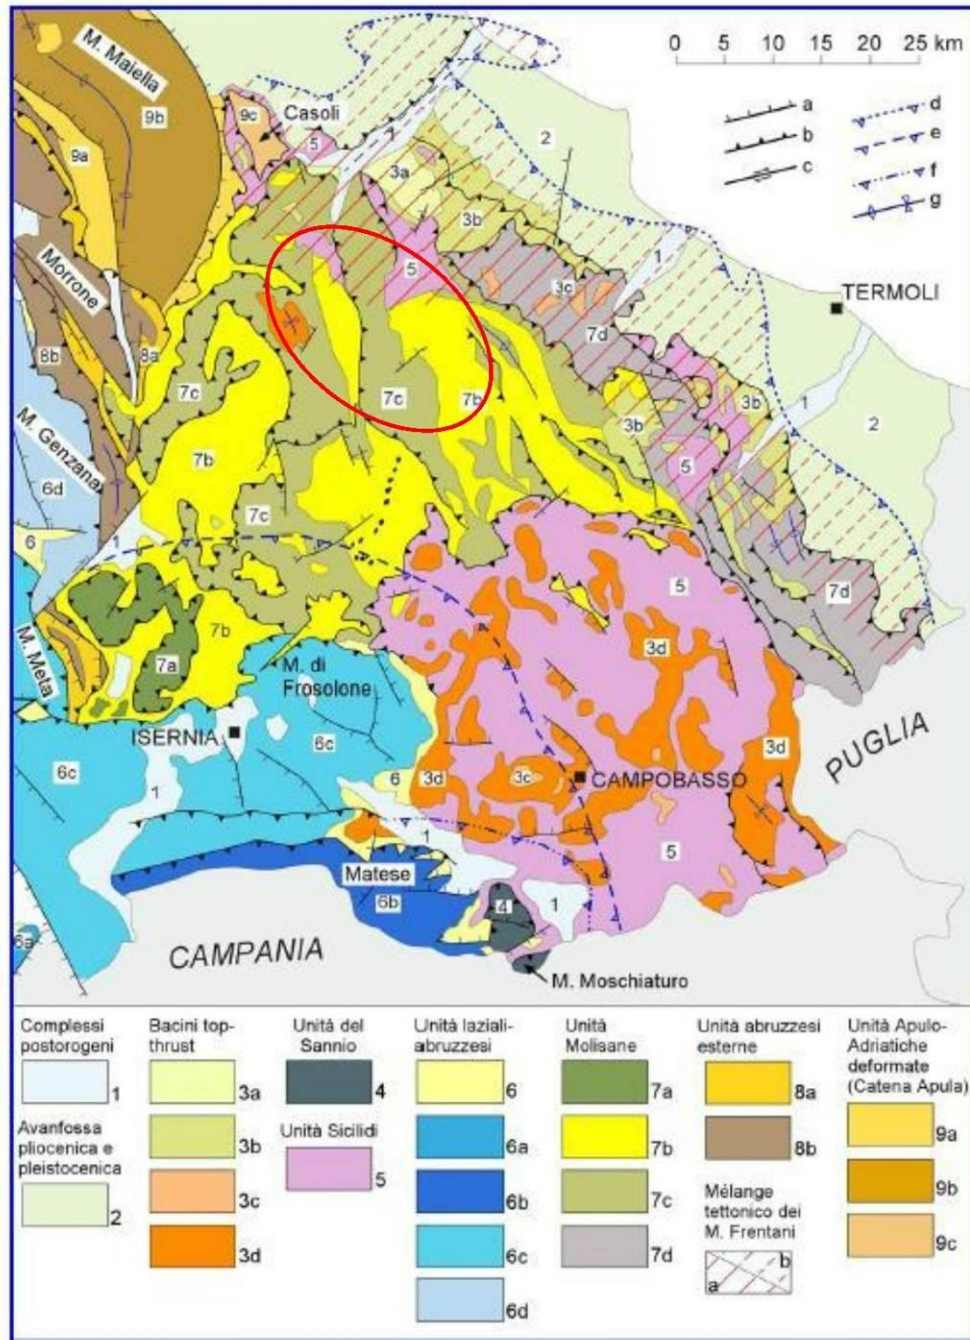 0 5 10 15 20 25 km
a
b
c
d
e
f
g
M. Maiella
9b
9c
Casoli
5
1
2
9a
3a
3b
5
1
Morrone
3c
TERMOLI
8b
8a
7d
7c
7c
7b
3b
3b
1
2
M. Genzana
6d
7b
5
7c
6
1
5
7d
M. Meta
7b
7a
3d
M. di
Frosolone
ISERNIA
6c
6c
6
3d
3c
CAMPOBASSO
3d
PUGLIA
1
1
5
Matese
6b
4
1
6a
CAMPANIA
M. Moschiaturo
Complessi
postorogeni
1
Avanfossa
pliocenica e
pleistocenica
2
Bacini top-
thrust
3a
3b
3c
3d
Unità del
Sannio
4
Unità Sicilidi
5
Unità laziali-
abruzzesi
6
6a
6b
6c
6d
Unità
Molisane
7a
7b
7c
7d
Unità abruzzesi
esterne
8a
8b
Mélange
tettonico dei
M. Frentani
a b
Unità Apulo-
Adriatiche
deformate
(Catena Apula)
9a
9b
9c